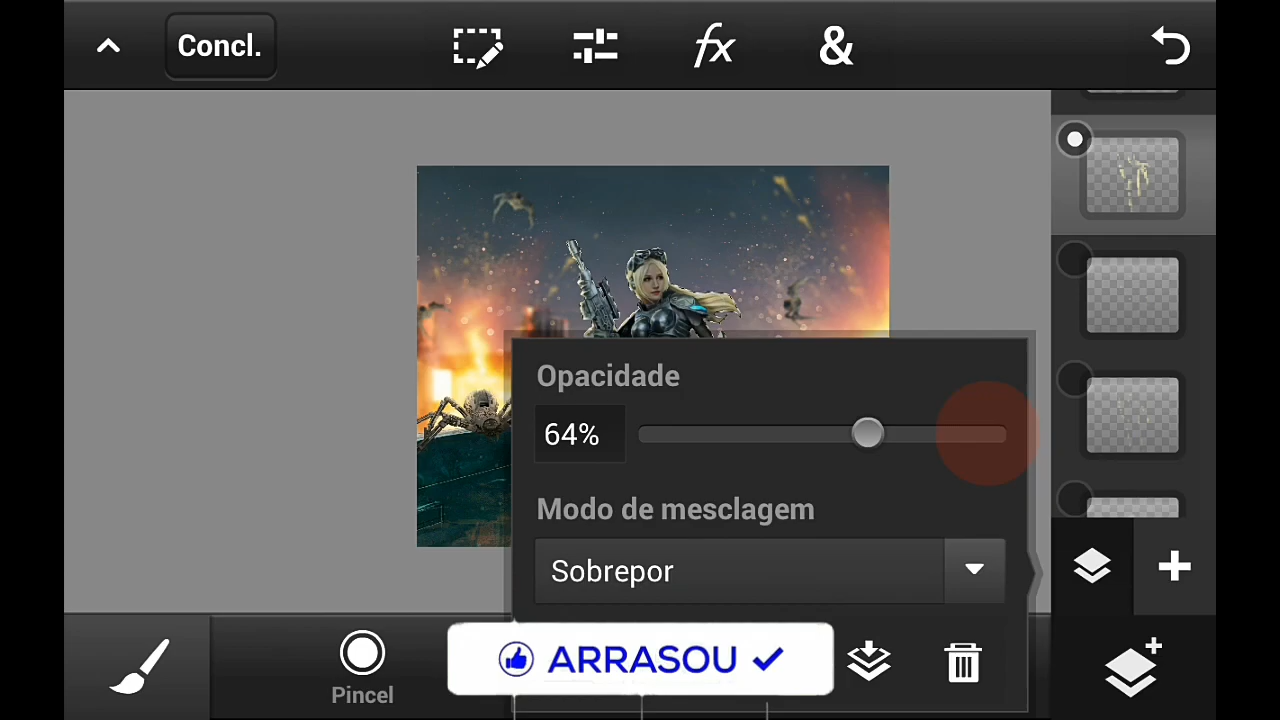 Concl.
fx
&
Opacidade
64%
Modo de mesclagem
Sobrepor
ARRASOU
Pincel